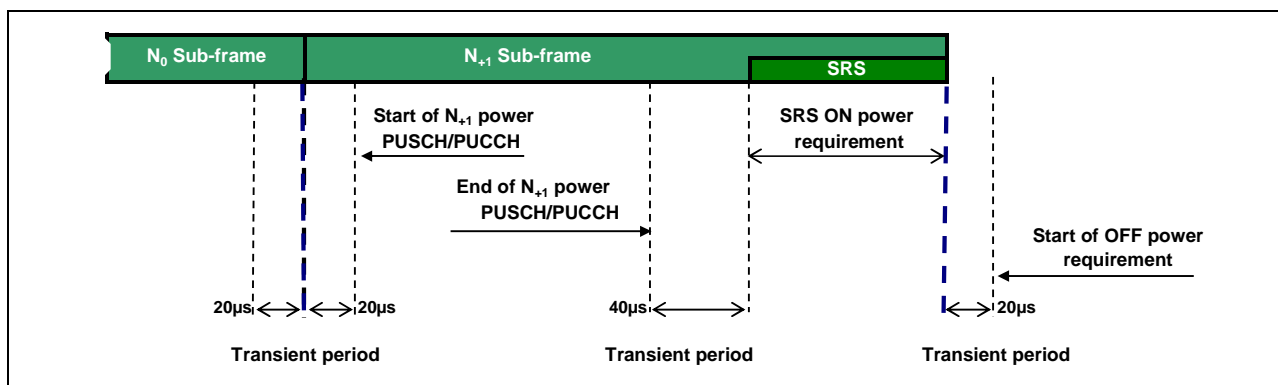 N₀ Sub-frame
N₊₁ Sub-frame
SRS
Start of N₊₁ power
PUSCH/PUCCH
SRS ON power
requirement
End of N₊₁ power
PUSCH/PUCCH
Start of OFF power
requirement
20µs
20µs
40µs
20µs
Transient period
Transient period
Transient period